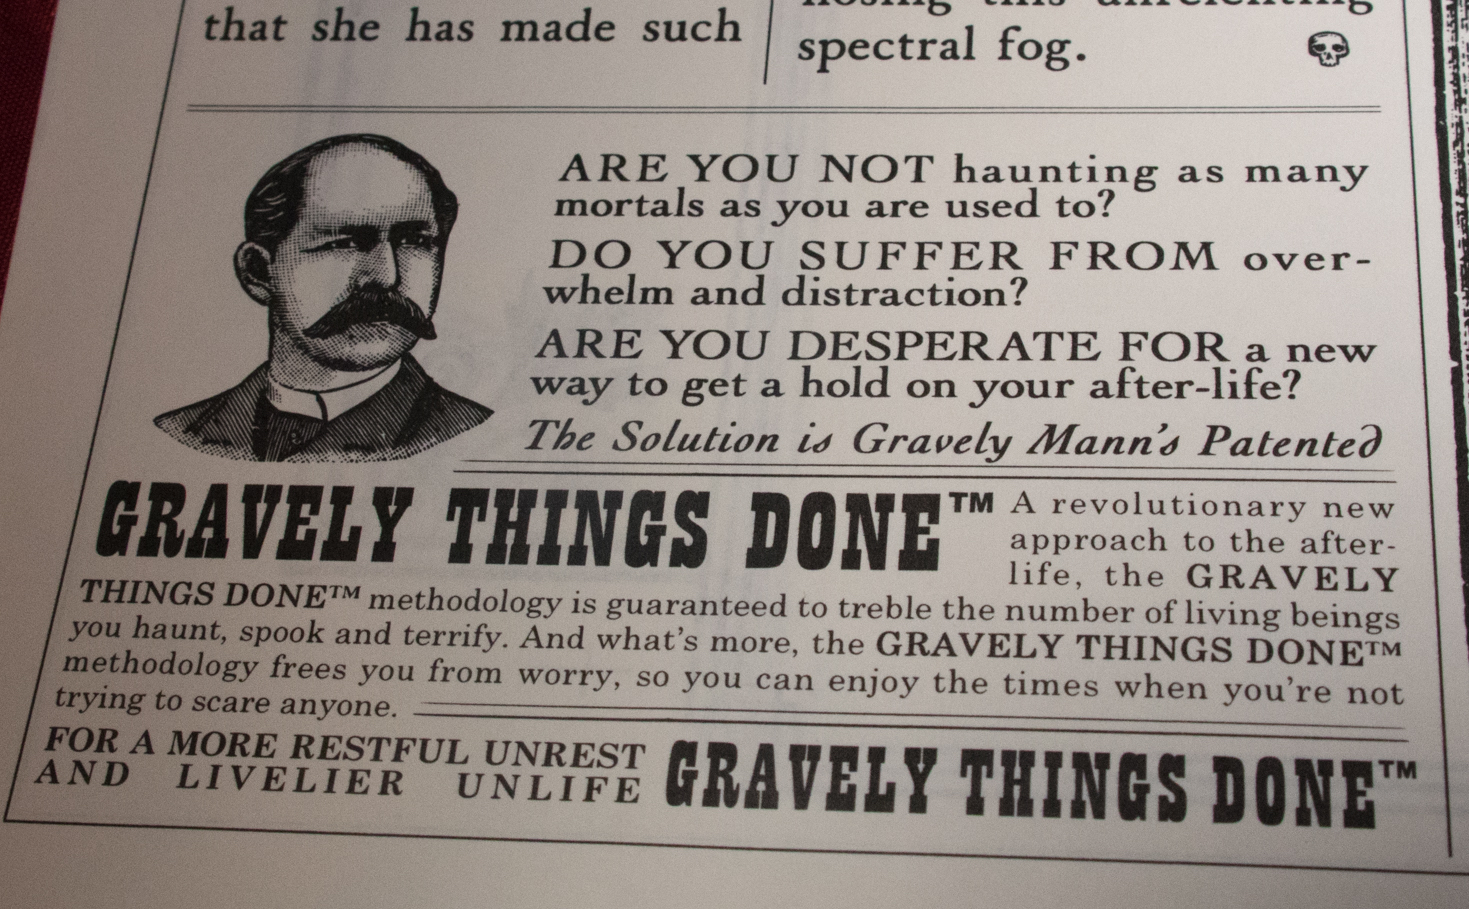 that she has made such
spectral fog.
ARE YOU NOT haunting as many
mortals as you are used to?
DO YOU SUFFER FROM over-
whelm and distraction?
ARE YOU DESPERATE FOR a new
way to get a hold on your after-life?
The Solution is Gravely Mann's Patented
GRAVELY THINGS DONE™
A revolutionary new
approach to the after-
life, the GRAVELY
THINGS DONE™ methodology is guaranteed to treble the number of living beings
you haunt, spook and terrify. And what's more, the GRAVELY THINGS DONE™
methodology frees you from worry, so you can enjoy the times when you're not
trying to scare anyone.
FOR A MORE RESTFUL UNREST
AND LIVELIER UNLIFE
GRAVELY THINGS DONE™